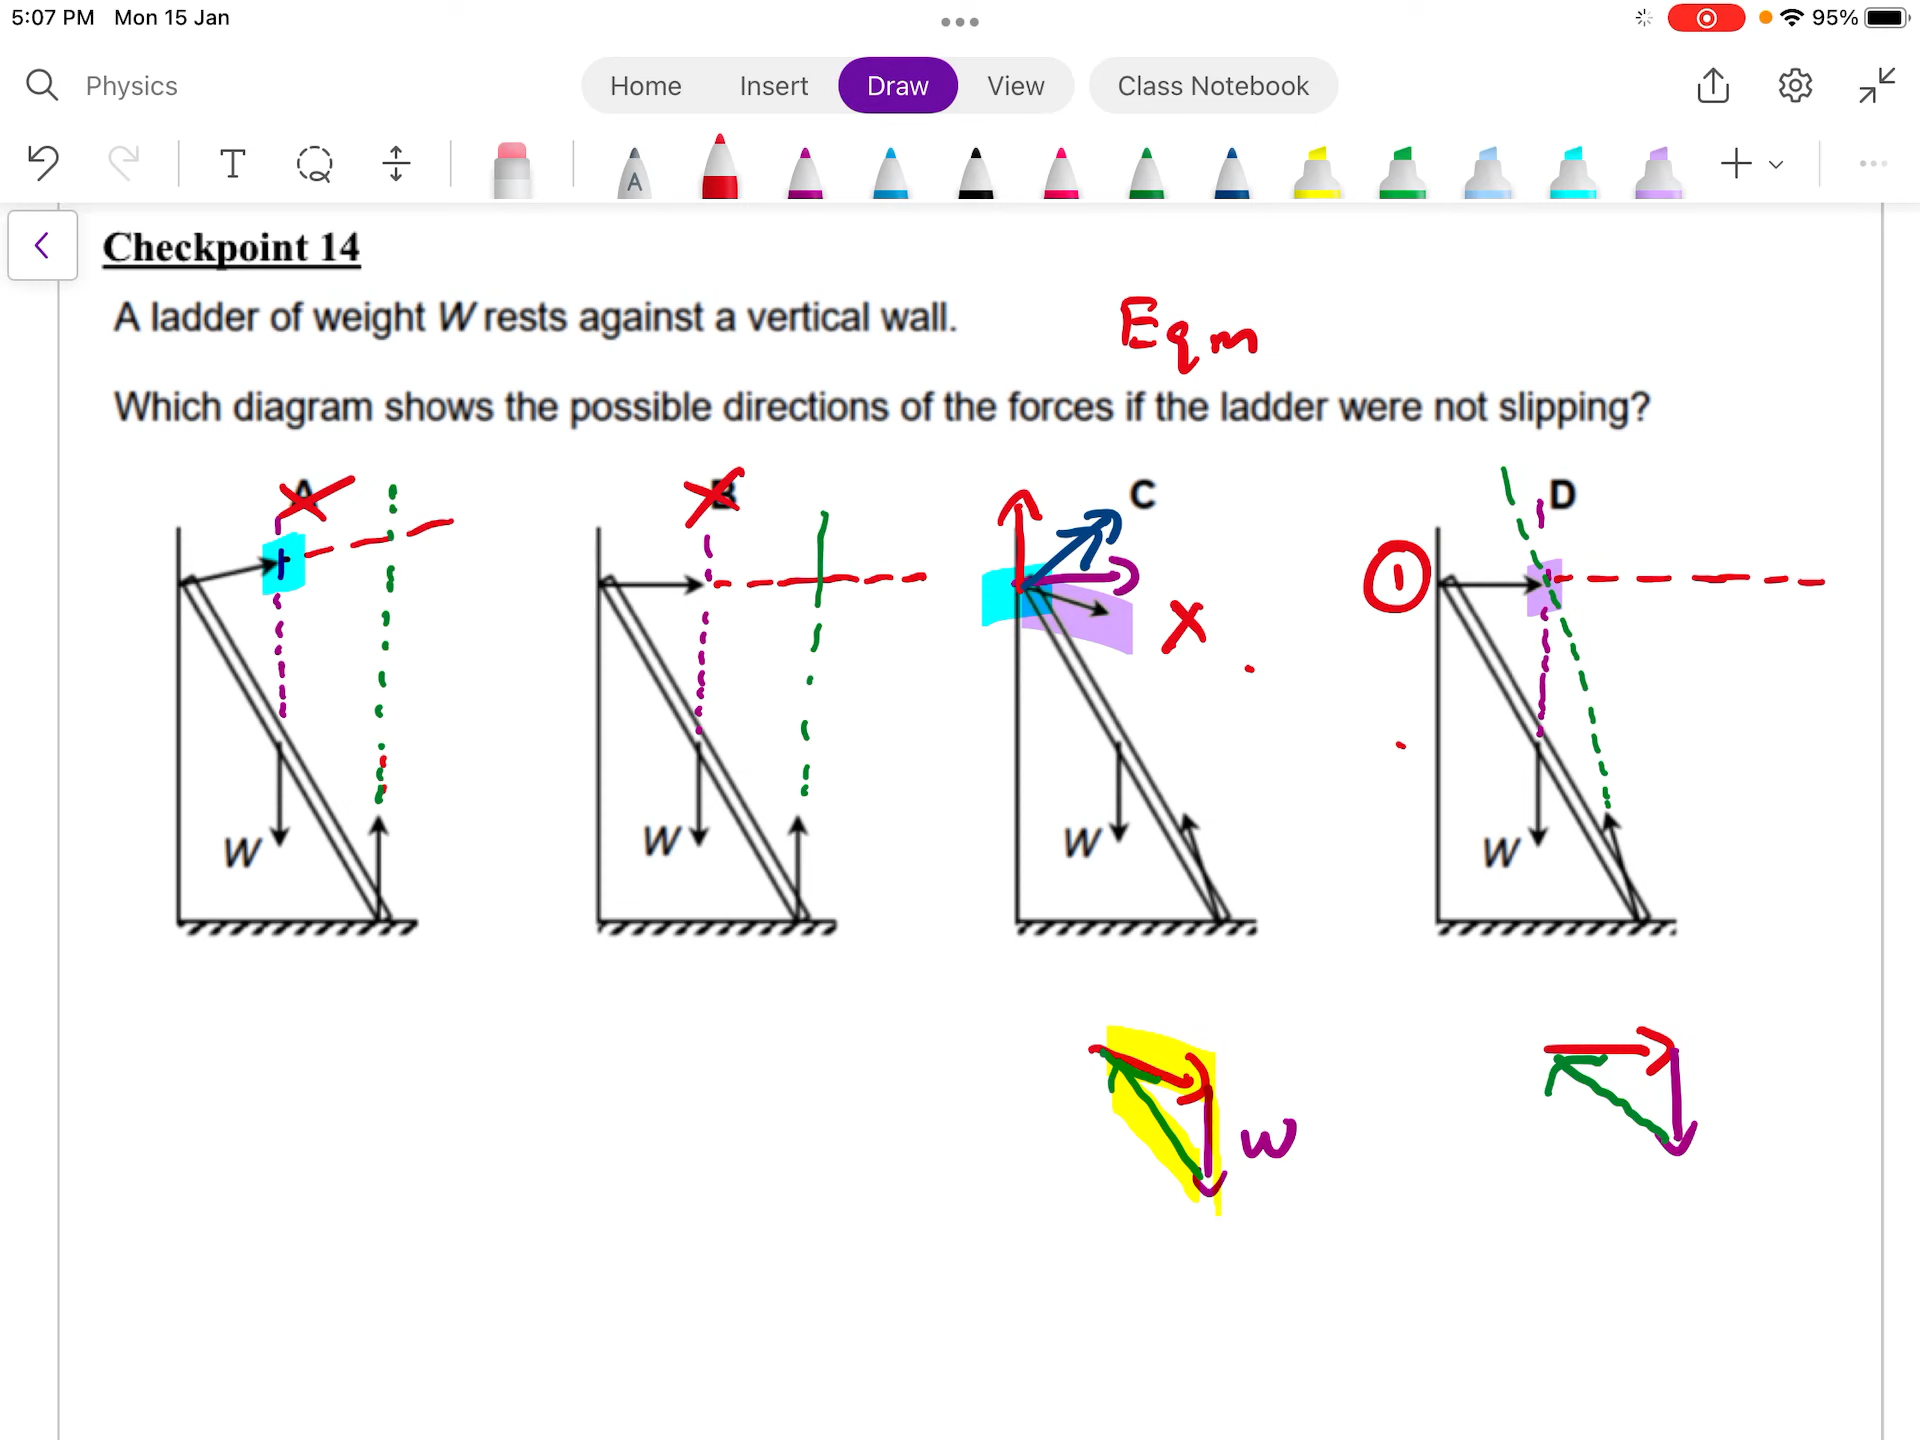 5:07 PM Mon 15 Jan
95%
Physics
Home Insert Draw View Class Notebook
T
A
Checkpoint 14
A ladder of weight W rests against a vertical wall.
Eqm
Which diagram shows the possible directions of the forces if the ladder were not slipping?
A B C D
1
X
W W W W
W